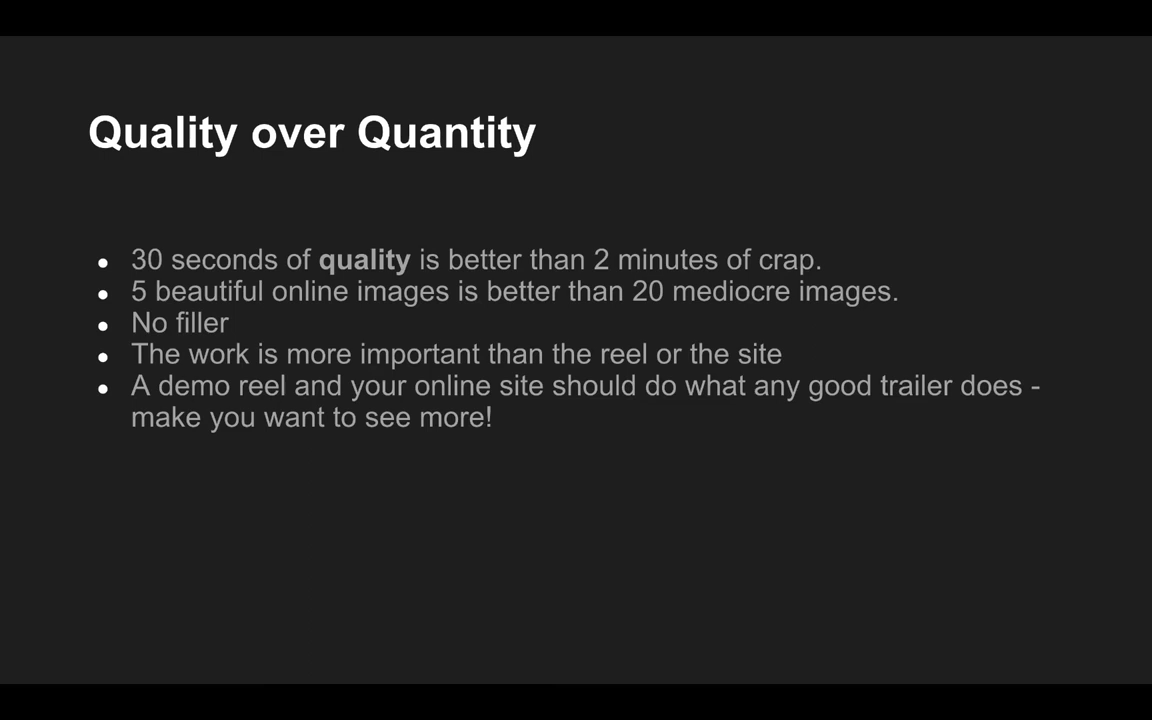 Quality over Quantity
● 30 seconds of quality is better than 2 minutes of crap.
● 5 beautiful online images is better than 20 mediocre images.
● No filler
● The work is more important than the reel or the site
● A demo reel and your online site should do what any good trailer does -
make you want to see more!